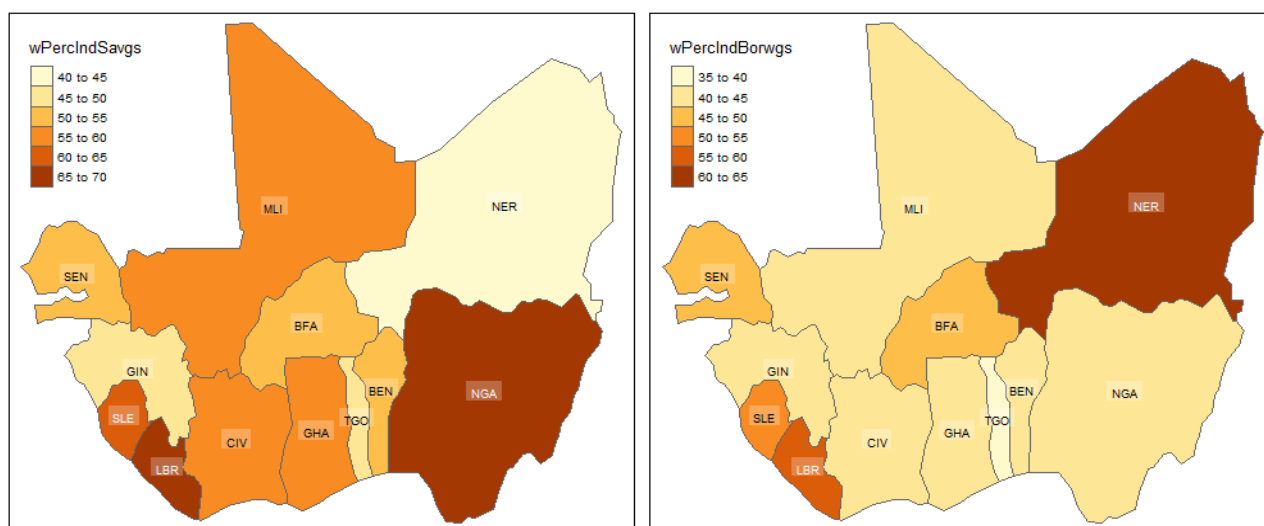 wPercIndSavgs
40 to 45
45 to 50
50 to 55
55 to 60
60 to 65
65 to 70
MLI
NER
SEN
BFA
GIN
BEN
NGA
SLE
TGO
GHA
CIV
LBR
wPercIndBorwgs
35 to 40
40 to 45
45 to 50
50 to 55
55 to 60
60 to 65
NER
MLI
SEN
BFA
GIN
BEN
NGA
SLE
TGO
GHA
CIV
LBR